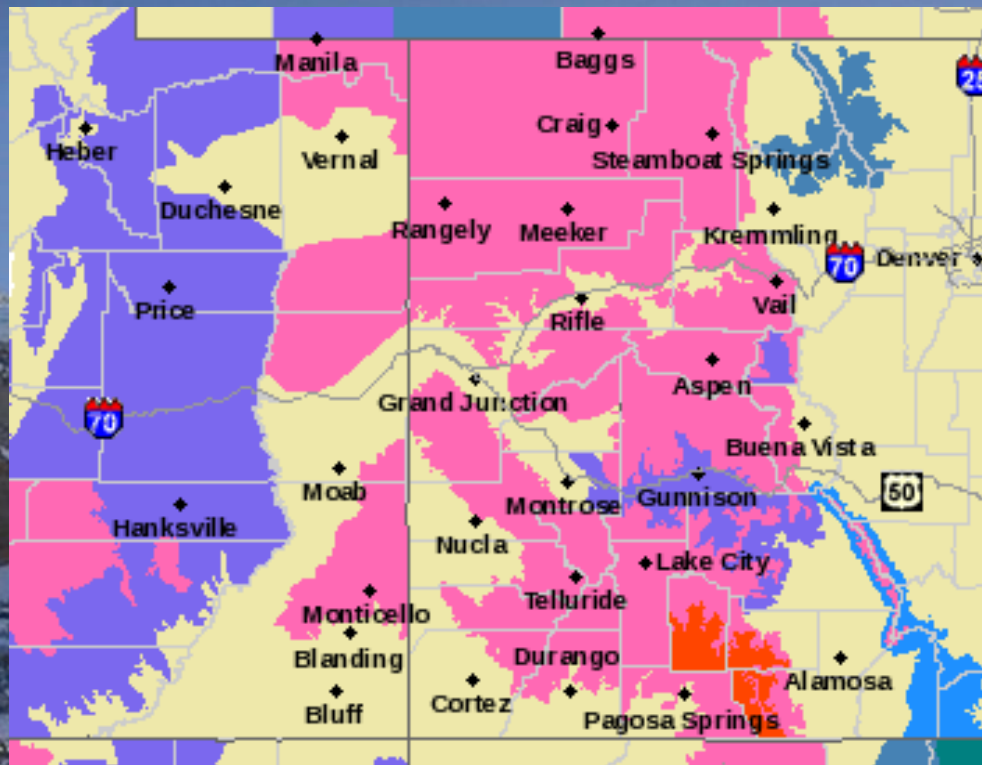 Manila
Baggs
25
Craig
Heber
Vernal
Steamboat Springs
Duchesne
Rangely
Meeker
Kremmling
Denver
70
Price
Rifle
Vail
Aspen
Grand Junction
70
Buena Vista
Moab
Montrose
Gunnison
50
Hanksville
Nucla
Lake City
Telluride
Monticello
Blanding
Durango
Alamosa
Bluff
Cortez
Pagosa Springs